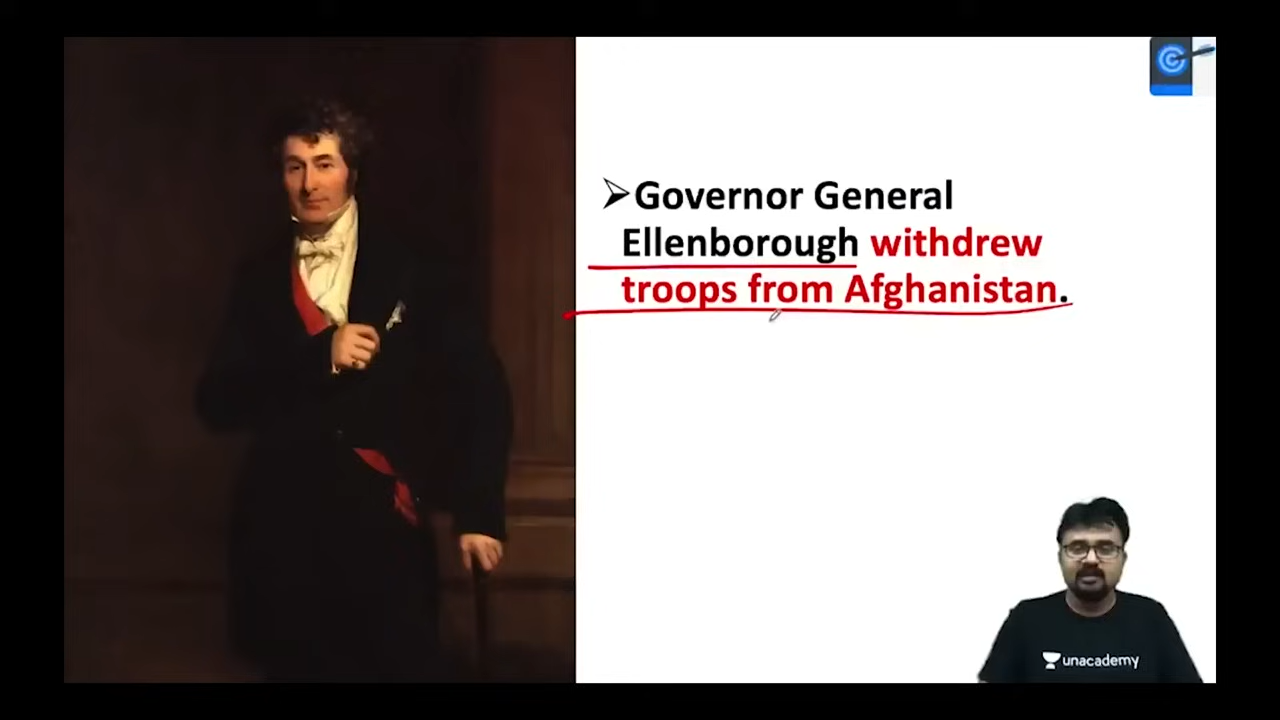 ➢Governor General
Ellenborough withdrew
troops from Afghanistan.
unacademy